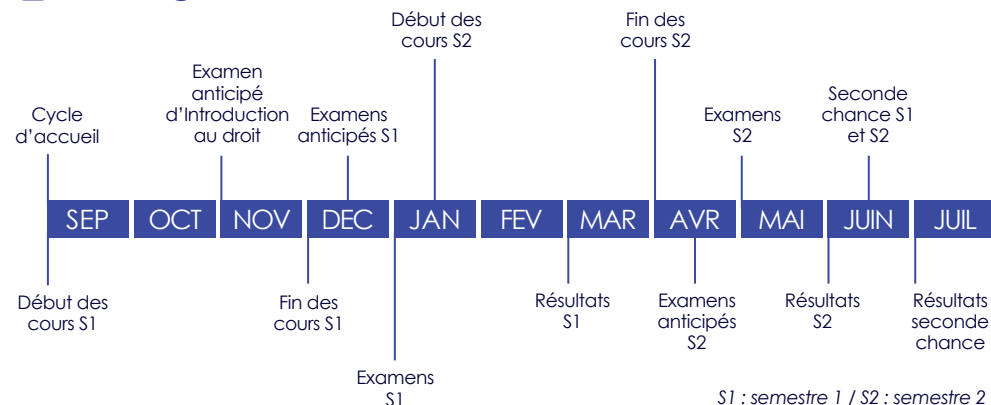 Début des
cours S2
Fin des
cours S2
Examen
anticipé
d'Introduction
au droit
Cycle
d'accueil
Examens
anticipés S1
Examens
S2
Seconde
chance S1
et S2
SEP
OCT
NOV
DEC
JAN
FEV
MAR
AVR
MAI
JUIN
JUIL
Début des
cours S1
Fin des
cours S1
Résultats
S1
Examens
anticipés
S2
Résultats
S2
Résultats
seconde
chance
Examens
S1
S1 : semestre 1 / S2 : semestre 2